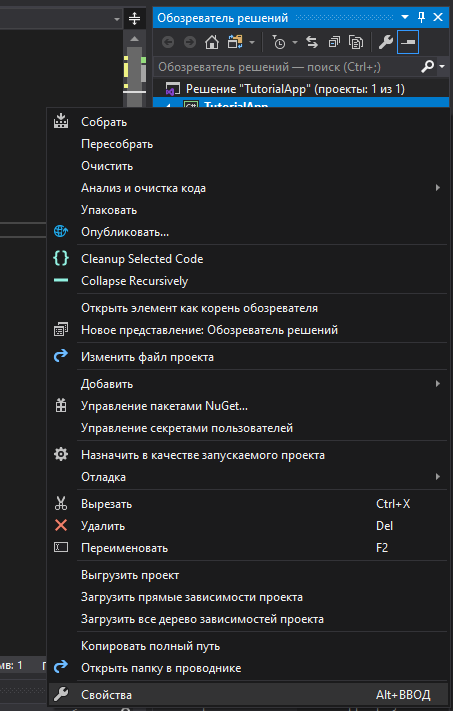 Обозреватель решений
Обозреватель решений — поиск (Ctrl+;)
Решение "TutorialApp" (проекты: 1 из 1)
TutorialApp
Собрать
Пересобрать
Очистить
Анализ и очистка кода
Упаковать
Опубликовать...
Cleanup Selected Code
Collapse Recursively
Открыть элемент как корень обозревателя
Новое представление: Обозреватель решений
Изменить файл проекта
Добавить
Управление пакетами NuGet...
Управление секретами пользователей
Назначить в качестве запускаемого проекта
Отладка
Вырезать Ctrl+X
Удалить Del
Переименовать F2
Выгрузить проект
Загрузить прямые зависимости проекта
Загрузить все дерево зависимостей проекта
Копировать полный путь
мв: 1
Открыть папку в проводнике
Свойства Alt+ВВОД